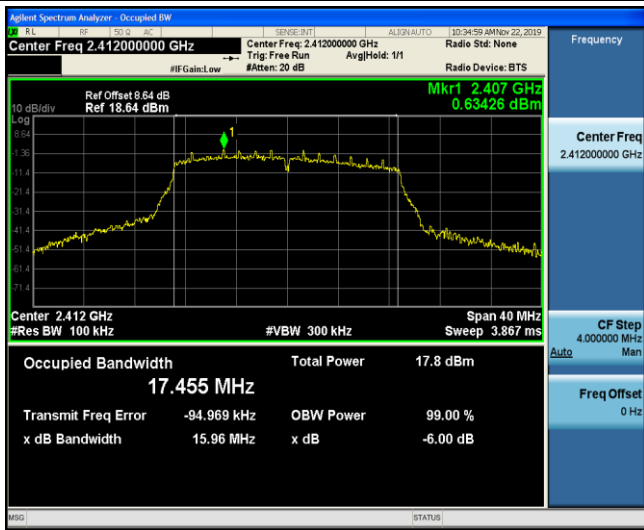 Agilent Spectrum Analyzer - Occupied BW
RL RF 50 Ω AC SENSE:INT ALIGN AUTO 10:34:59 AM Nov 22, 2019
Center Freq 2.412000000 GHz Center Freq: 2.412000000 GHz Radio Std: None
Trig: Free Run Avg|Hold: 1/1
#IFGain:Low #Atten: 20 dB Radio Device: BTS
Frequency
Ref Offset 8.64 dB Mkr1 2.407 GHz
10 dB/div Ref 18.64 dBm 0.63426 dBm
Log
8.64
-1.36
-11.4
-21.4
-31.4
-41.4
-51.4
-61.4
-71.4
1
Center 2.412 GHz Span 40 MHz
#Res BW 100 kHz #VBW 300 kHz Sweep 3.867 ms
Occupied Bandwidth Total Power 17.8 dBm
17.455 MHz
Transmit Freq Error -94.969 kHz OBW Power 99.00 %
x dB Bandwidth 15.96 MHz x dB -6.00 dB
Center Freq
2.412000000 GHz
CF Step
4.000000 MHz
Auto Man
Freq Offset
0 Hz
MSG STATUS